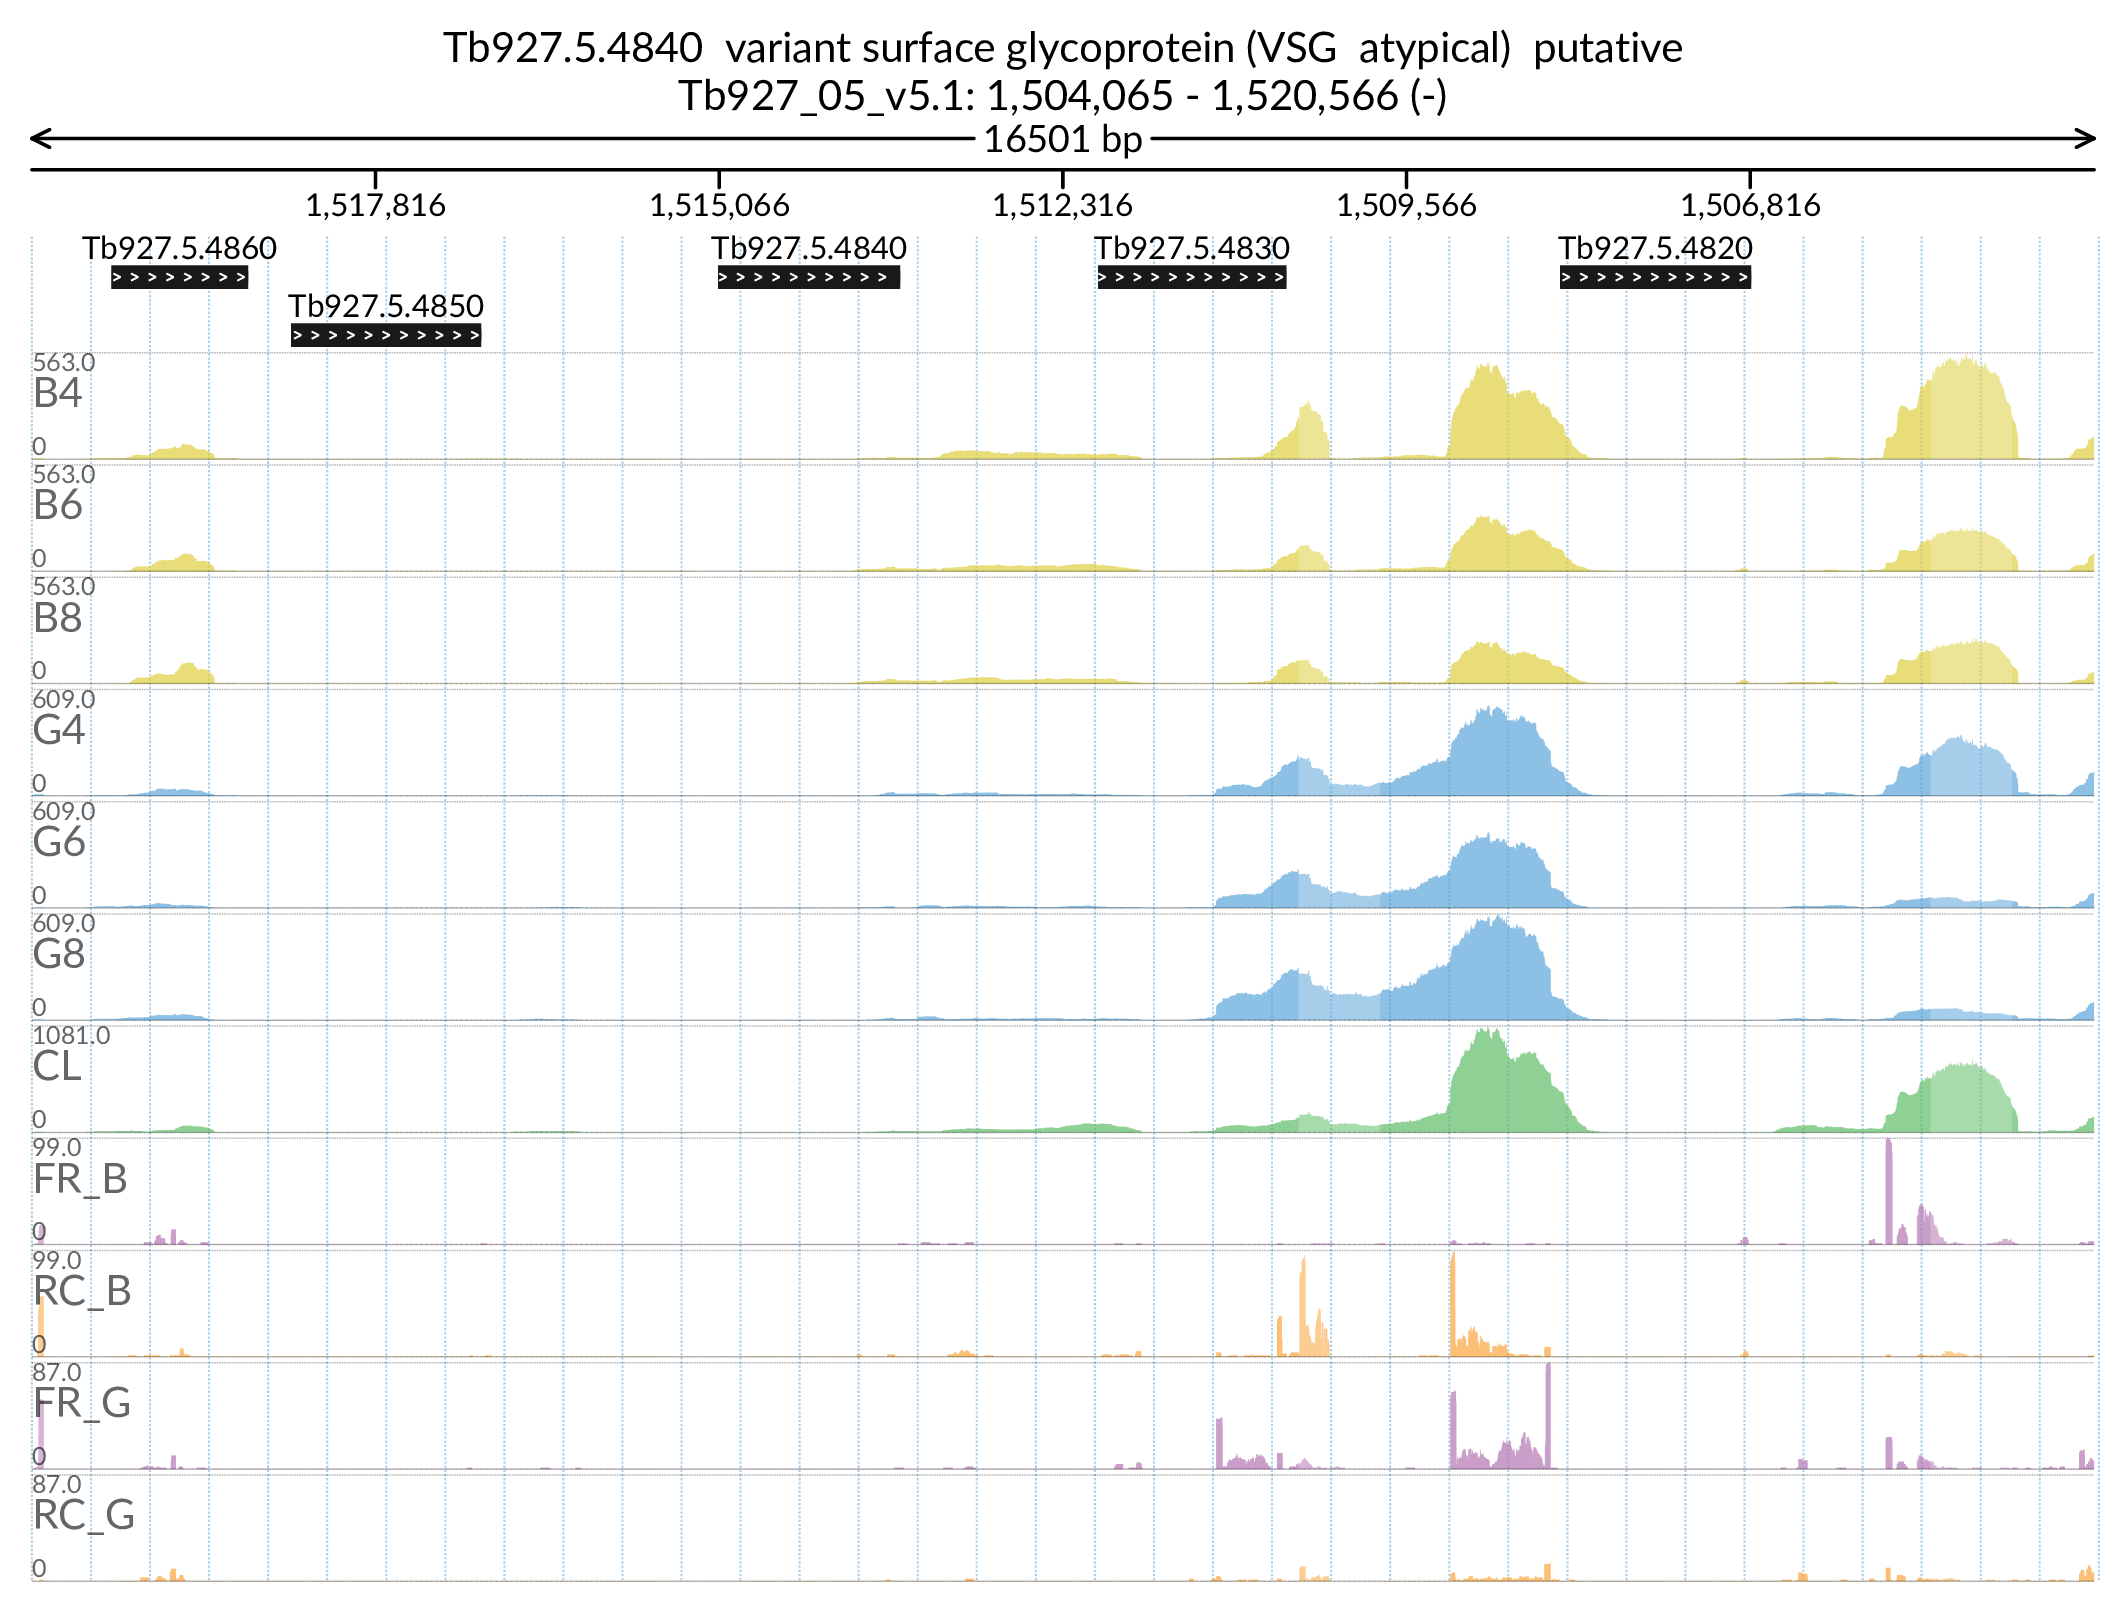 Tb927.5.4840  variant surface glycoprotein (VSG  atypical)  putative
Tb927_05_v5.1: 1,504,065 - 1,520,566 (-)
16501 bp
1,517,816 1,515,066 1,512,316 1,509,566 1,506,816
Tb927.5.4860 Tb927.5.4840 Tb927.5.4830 Tb927.5.4820
Tb927.5.4850
563.0
B4
0
563.0
B6
0
563.0
B8
0
609.0
G4
0
609.0
G6
0
609.0
G8
0
1081.0
CL
0
99.0
FR_B
0
99.0
RC_B
0
87.0
FR_G
0
87.0
RC_G
0